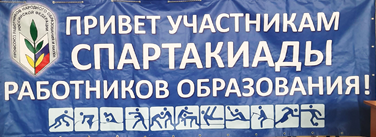 ПРИВЕТ УЧАСТНИКАМ
СПАРТАКИАДЫ
РАБОТНИКОВ ОБРАЗОВАНИЯ!